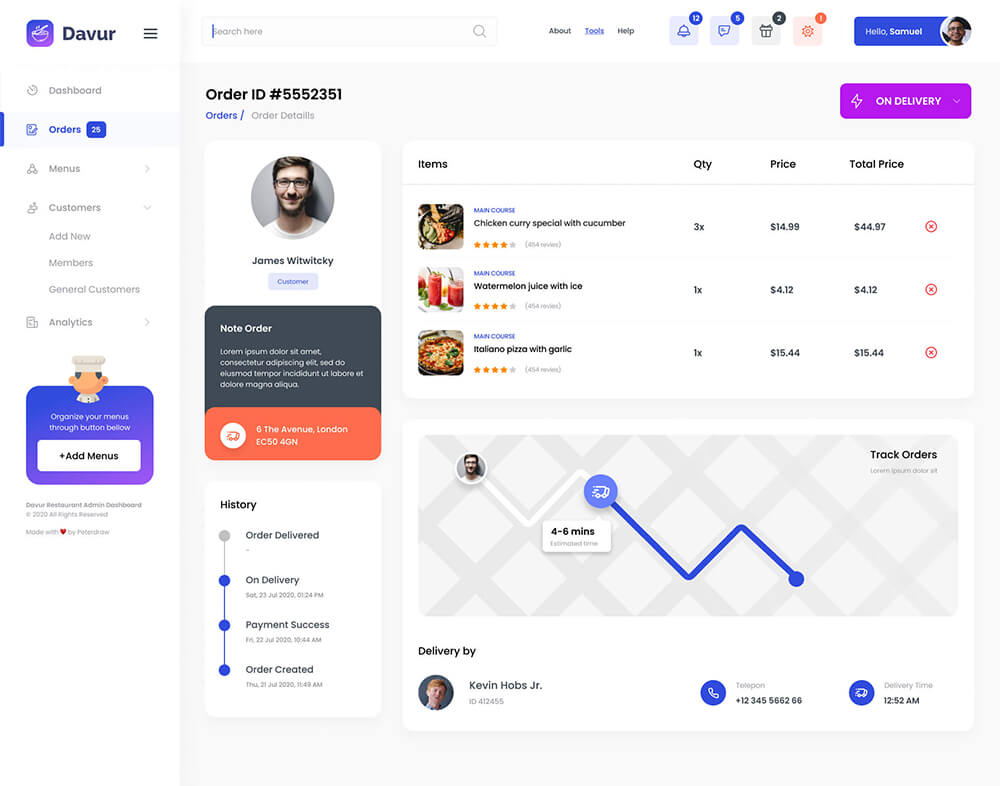 Davur
Search here
About
Tools
Help
12
5
2
!
Hello, Samuel
Dashboard
Orders 25
Menus
Customers
Add New
Members
General Customers
Analytics
Organize your menus
through button bellow
+Add Menus
Davur Restaurant Admin Dashboard
© 2020 All Rights Reserved
Made with ❤ by Peterdraw
Order ID #5552351
Orders / Order Detaills
ON DELIVERY
James Witwitcky
Customer
Note Order
Lorem ipsum dolor sit amet,
consectetur adipiscing elit, sed do
eiusmod tempor incididunt ut labore et
dolore magna aliqua.
6 The Avenue, London
EC50 4GN
History
Order Delivered
-
On Delivery
Sat, 23 Jul 2020, 01:24 PM
Payment Success
Fri, 22 Jul 2020, 10:44 AM
Order Created
Thu, 21 Jul 2020, 11:49 AM
Items Qty Price Total Price
MAIN COURSE
Chicken curry special with cucumber
(454 revies)
3x $14.99 $44.97
MAIN COURSE
Watermelon juice with ice
(454 revies)
1x $4.12 $4.12
MAIN COURSE
Italiano pizza with garlic
(454 revies)
1x $15.44 $15.44
Track Orders
Lorem ipsum dolor sit
4-6 mins
Estimated time
Delivery by
Kevin Hobs Jr.
ID 412455
Telepon
+12 345 5662 66
Delivery Time
12:52 AM